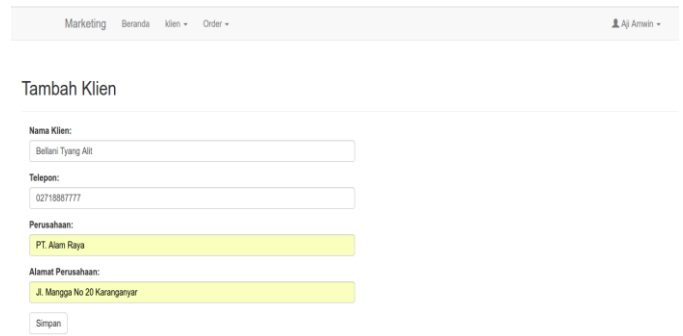 Marketing Beranda klien Order Aji Amwin
Tambah Klien
Nama Klien:
Bellani Tyang Alit
Telepon:
02718887777
Perusahaan:
PT. Alam Raya
Alamat Perusahaan:
Jl. Mangga No 20 Karanganyar
Simpan